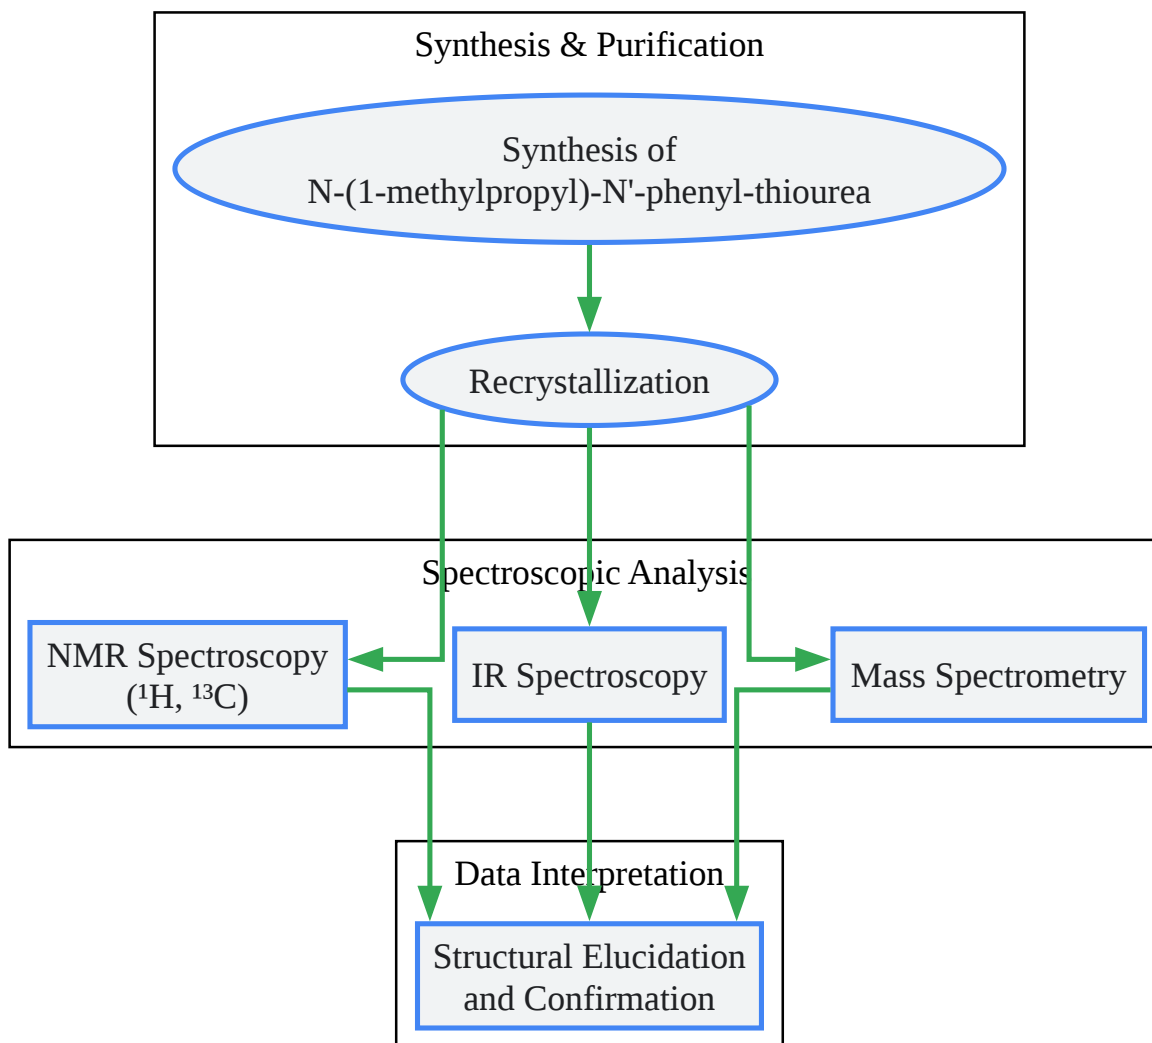 Synthesis & Purification
Synthesis of
N-(1-methylpropyl)-N'-phenyl-thiourea
Recrystallization
Spectroscopic Analysis
NMR Spectroscopy
(¹H, ¹³C)
IR Spectroscopy
Mass Spectrometry
Data Interpretation
Structural Elucidation
and Confirmation